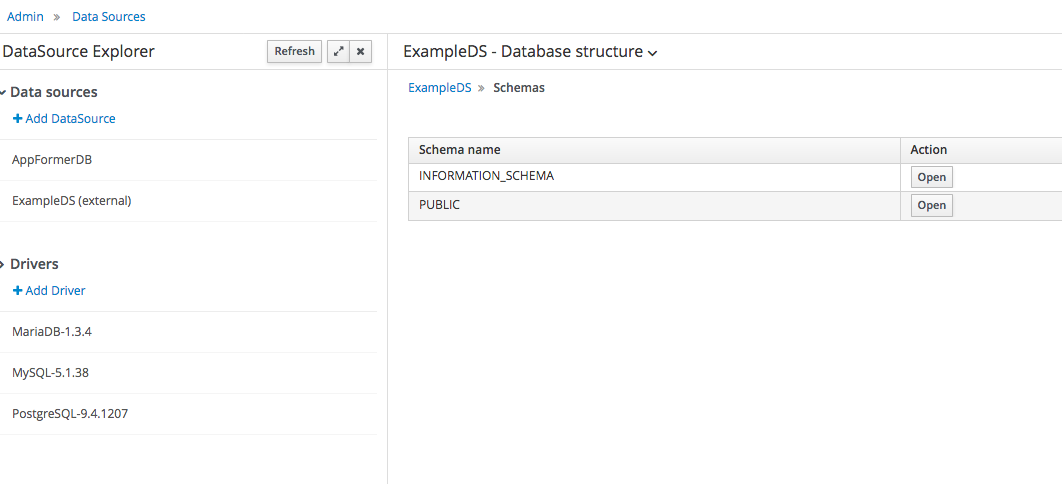 Admin » Data Sources
DataSource Explorer
Refresh
Data sources
+ Add DataSource
AppFormerDB
ExampleDS (external)
Drivers
+ Add Driver
MariaDB-1.3.4
MySQL-5.1.38
PostgreSQL-9.4.1207
ExampleDS - Database structure
ExampleDS » Schemas
Schema name Action
INFORMATION_SCHEMA Open
PUBLIC Open